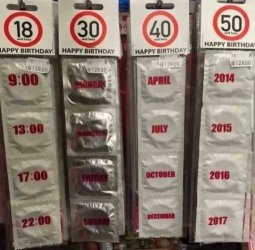 18
HAPPY BIRTHDAY
9:00
13:00
17:00
22:00
30
HAPPY BIRTHDAY
MONDAY
FRIDAY
SUNDAY
40
HAPPY BIRTHDAY
APRIL
JULY
OCTOBER
DECEMBER
50
HAPPY BIRTHDAY
2014
2015
2016
2017